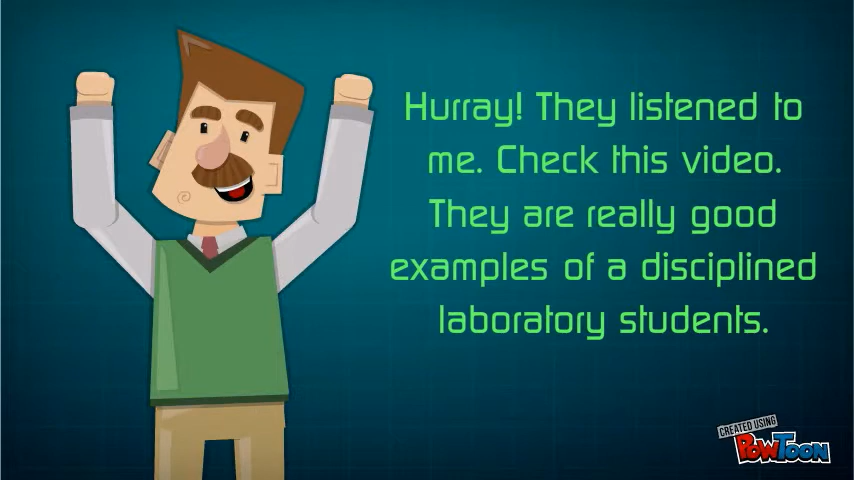 Hurray! They listened to
me. Check this video.
They are really good
examples of a disciplined
laboratory students.
CREATED USING
POWTOON